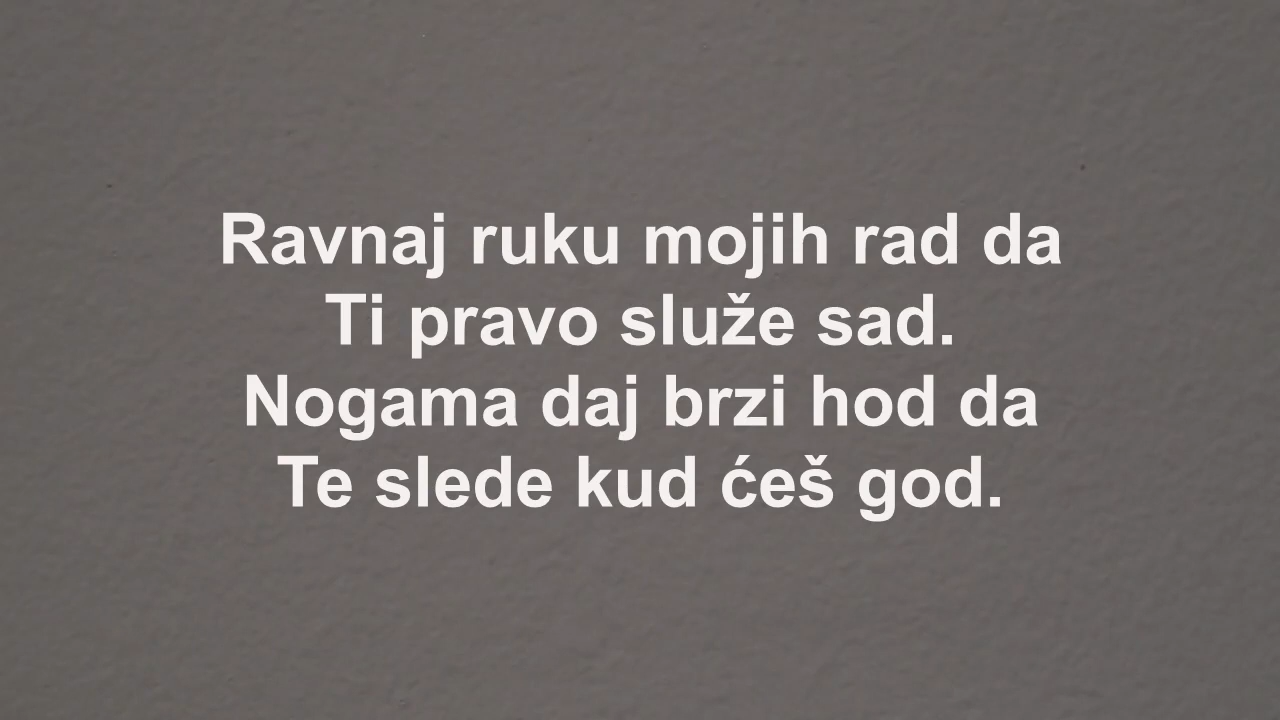 Ravnaj ruku mojih rad da
Ti pravo služe sad.
Nogama daj brzi hod da
Te slede kud ćeš god.